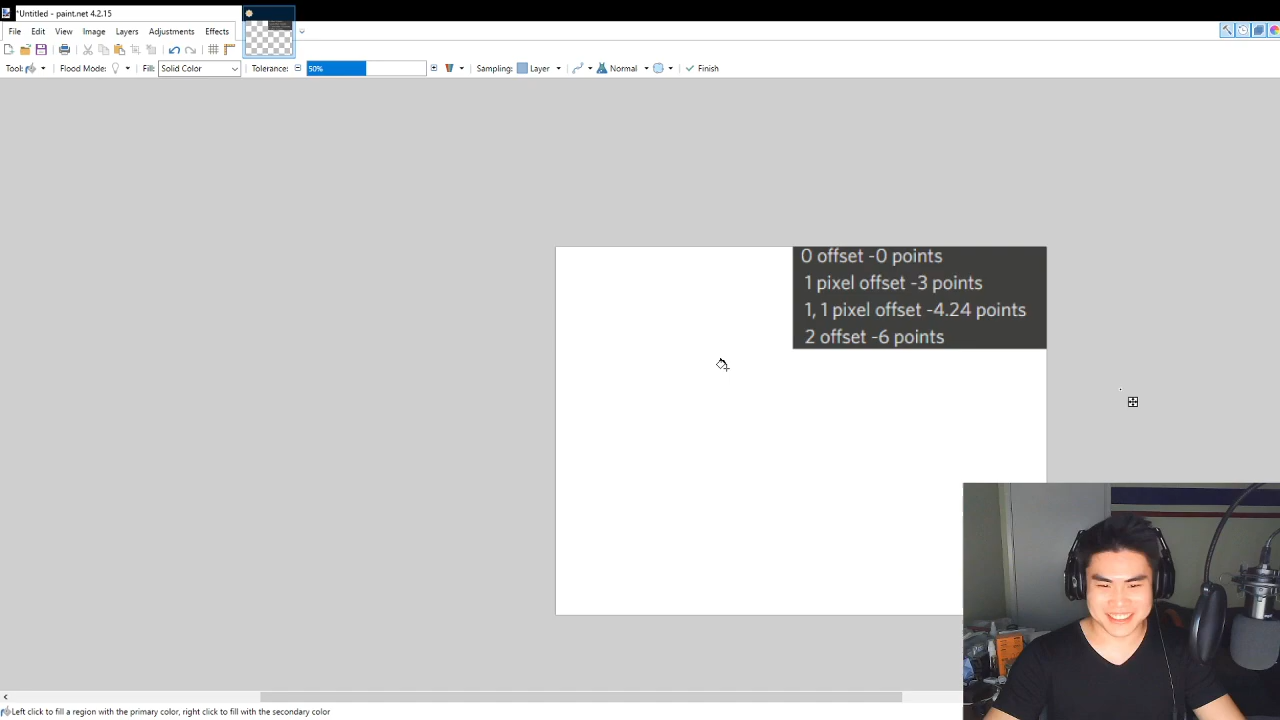 *Untitled - paint.net 4.2.15
File Edit View Image Layers Adjustments Effects
Tool: Flood Mode: Fill: Solid Color Tolerance: 50% Sampling: Layer Normal Finish
0 offset -0 points
1 pixel offset -3 points
1, 1 pixel offset -4.24 points
2 offset -6 points
Left click to fill a region with the primary color, right click to fill with the secondary color